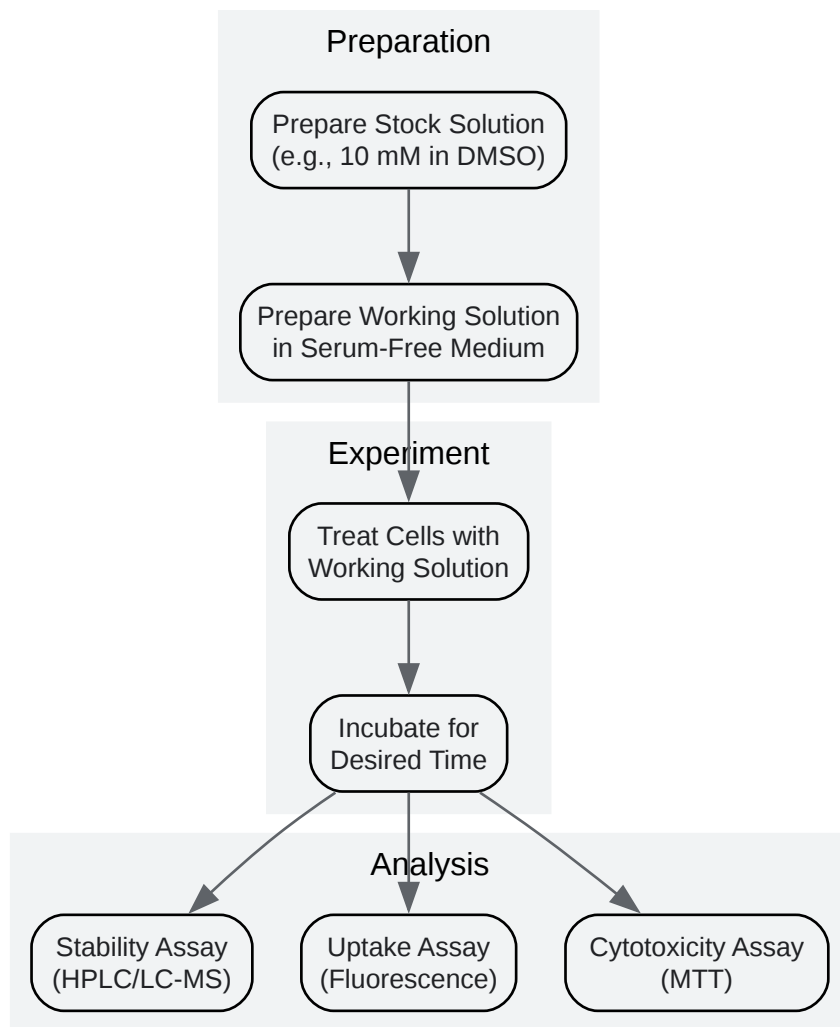 Preparation
Prepare Stock Solution
(e.g., 10 mM in DMSO)
Prepare Working Solution
in Serum-Free Medium
Experiment
Treat Cells with
Working Solution
Incubate for
Desired Time
Analysis
Stability Assay
(HPLC/LC-MS)
Uptake Assay
(Fluorescence)
Cytotoxicity Assay
(MTT)